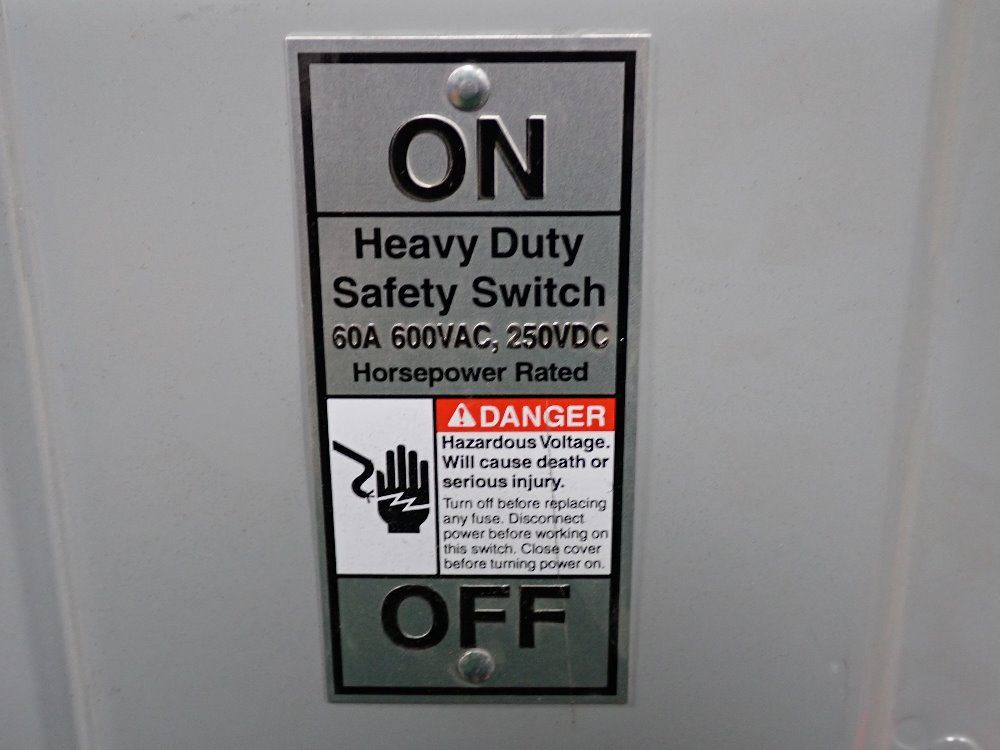 ON
Heavy Duty
Safety Switch
60A 600VAC, 250VDC
Horsepower Rated
DANGER
Hazardous Voltage.
Will cause death or
serious injury.
Turn off before replacing
any fuse. Disconnect
power before working on
this switch. Close cover
before turning power on.
OFF